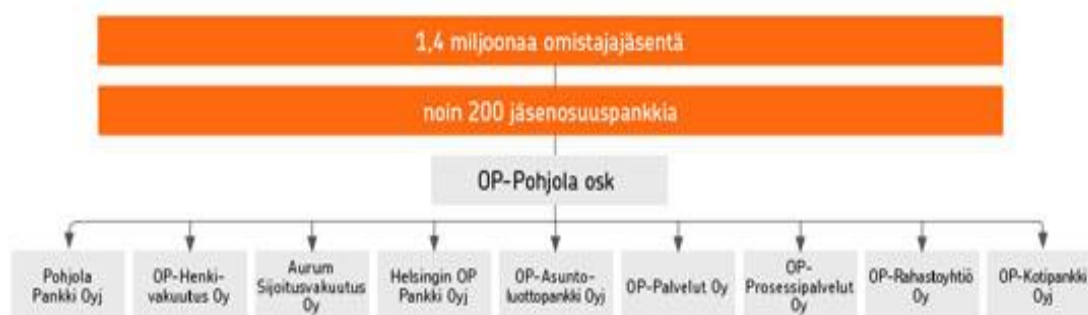 1,4 miljoonaa omistajajäsentä
noin 200 jäsenosuuspankkia
OP-Pohjola osk
Pohjola
Pankki Oyj
OP-Henki-
vakuutus Oy
Aurum
Sijoitusvakuutus
Oy
Helsingin OP
Pankki Oyj
OP-Asunto-
luottopankki Oyj
OP-Palvelut Oy
OP-
Prosessipalvelut
Oy
OP-Rahastoyhtiö
Oy
OP-Kotipankki
Oyj